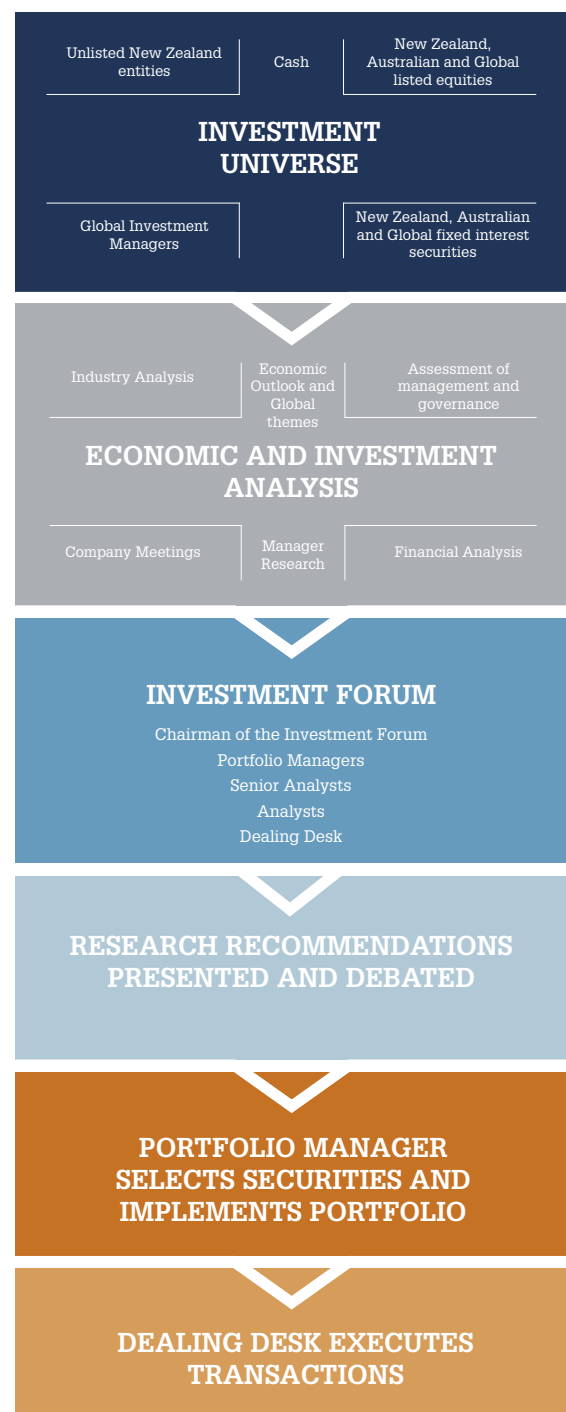 Unlisted New Zealand
entities
Cash
New Zealand,
Australian and Global
listed equities
INVESTMENT
UNIVERSE
Global Investment
Managers
New Zealand, Australian
and Global fixed interest
securities
Industry Analysis
Economic
Outlook and
Global
themes
Assessment of
management and
governance
ECONOMIC AND INVESTMENT
ANALYSIS
Company Meetings
Manager
Research
Financial Analysis
INVESTMENT FORUM
Chairman of the Investment Forum
Portfolio Managers
Senior Analysts
Analysts
Dealing Desk
RESEARCH RECOMMENDATIONS
PRESENTED AND DEBATED
PORTFOLIO MANAGER
SELECTS SECURITIES AND
IMPLEMENTS PORTFOLIO
DEALING DESK EXECUTES
TRANSACTIONS